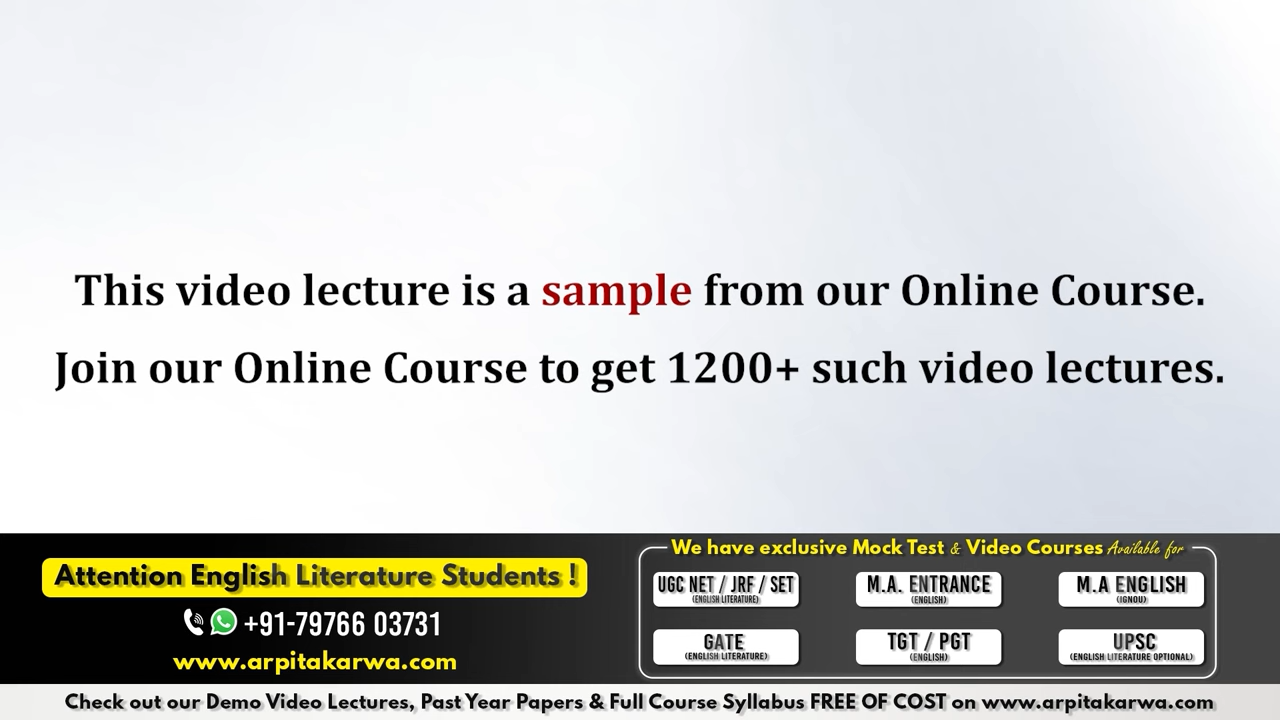 This video lecture is a sample from our Online Course.
Join our Online Course to get 1200+ such video lectures.
Attention English Literature Students !
+91-79766 03731
www.arpitakarwa.com
We have exclusive Mock Test & Video Courses Available for
UGC NET / JRF / SET
(ENGLISH LITERATURE)
M.A. ENTRANCE
(ENGLISH)
M.A ENGLISH
(IGNOU)
GATE
(ENGLISH LITERATURE)
TGT / PGT
(ENGLISH)
UPSC
(ENGLISH LITERATURE OPTIONAL)
Check out our Demo Video Lectures, Past Year Papers & Full Course Syllabus FREE OF COST on www.arpitakarwa.com